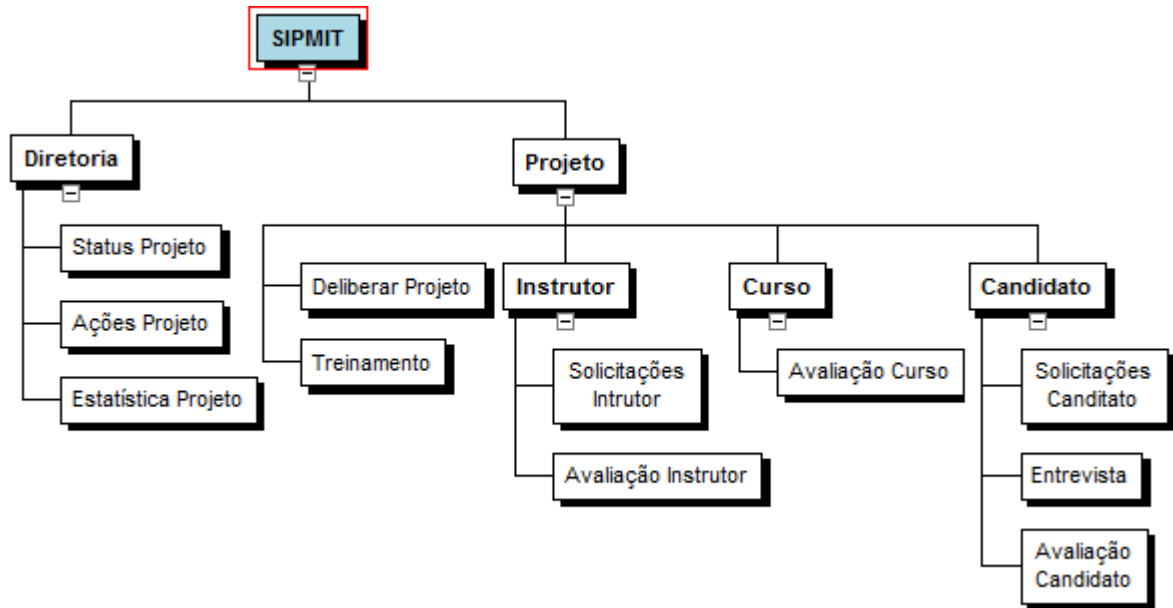 SIPMIT
Diretoria
Projeto
Status Projeto
Ações Projeto
Estatística Projeto
Deliberar Projeto
Treinamento
Instrutor
Solicitações
Intrutor
Avaliação Instrutor
Curso
Avaliação Curso
Candidato
Solicitações
Canditato
Entrevista
Avaliação
Candidato